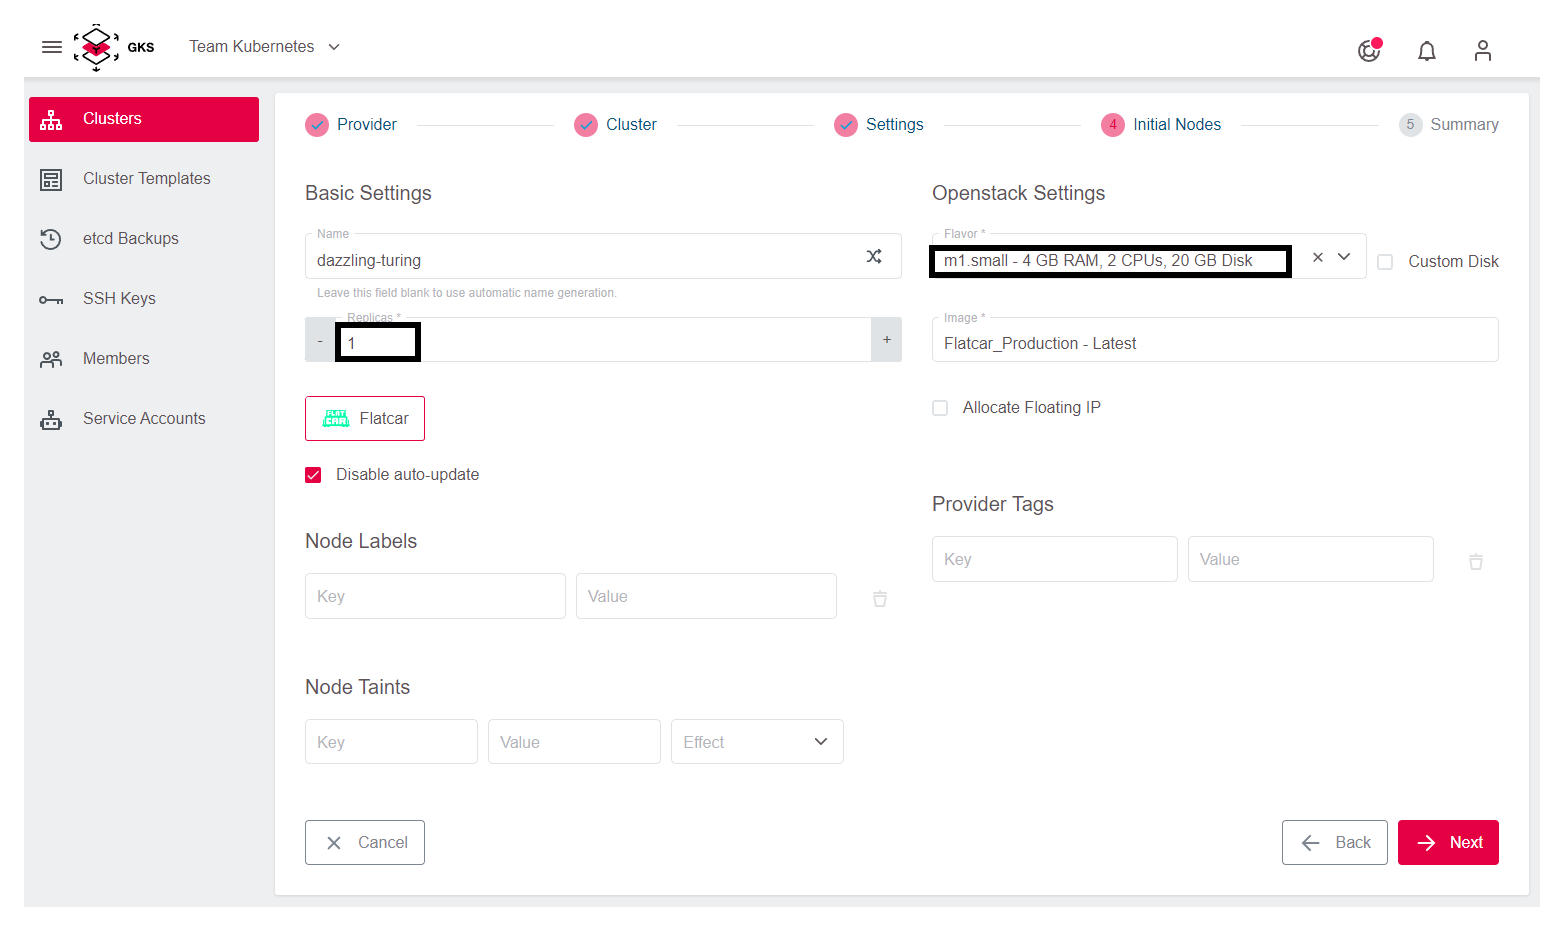 GKS
Team Kubernetes
Clusters
Cluster Templates
etcd Backups
SSH Keys
Members
Service Accounts
Provider
Cluster
Settings
4 Initial Nodes
5 Summary
Basic Settings
Name
dazzling-turing
Leave this field blank to use automatic name generation.
Replicas *
- 1 +
FLAT CAR Flatcar
Disable auto-update
Node Labels
Key Value
Node Taints
Key Value Effect
Openstack Settings
Flavor *
m1.small - 4 GB RAM, 2 CPUs, 20 GB Disk
Custom Disk
Image *
Flatcar_Production - Latest
Allocate Floating IP
Provider Tags
Key Value
Cancel
Back
Next